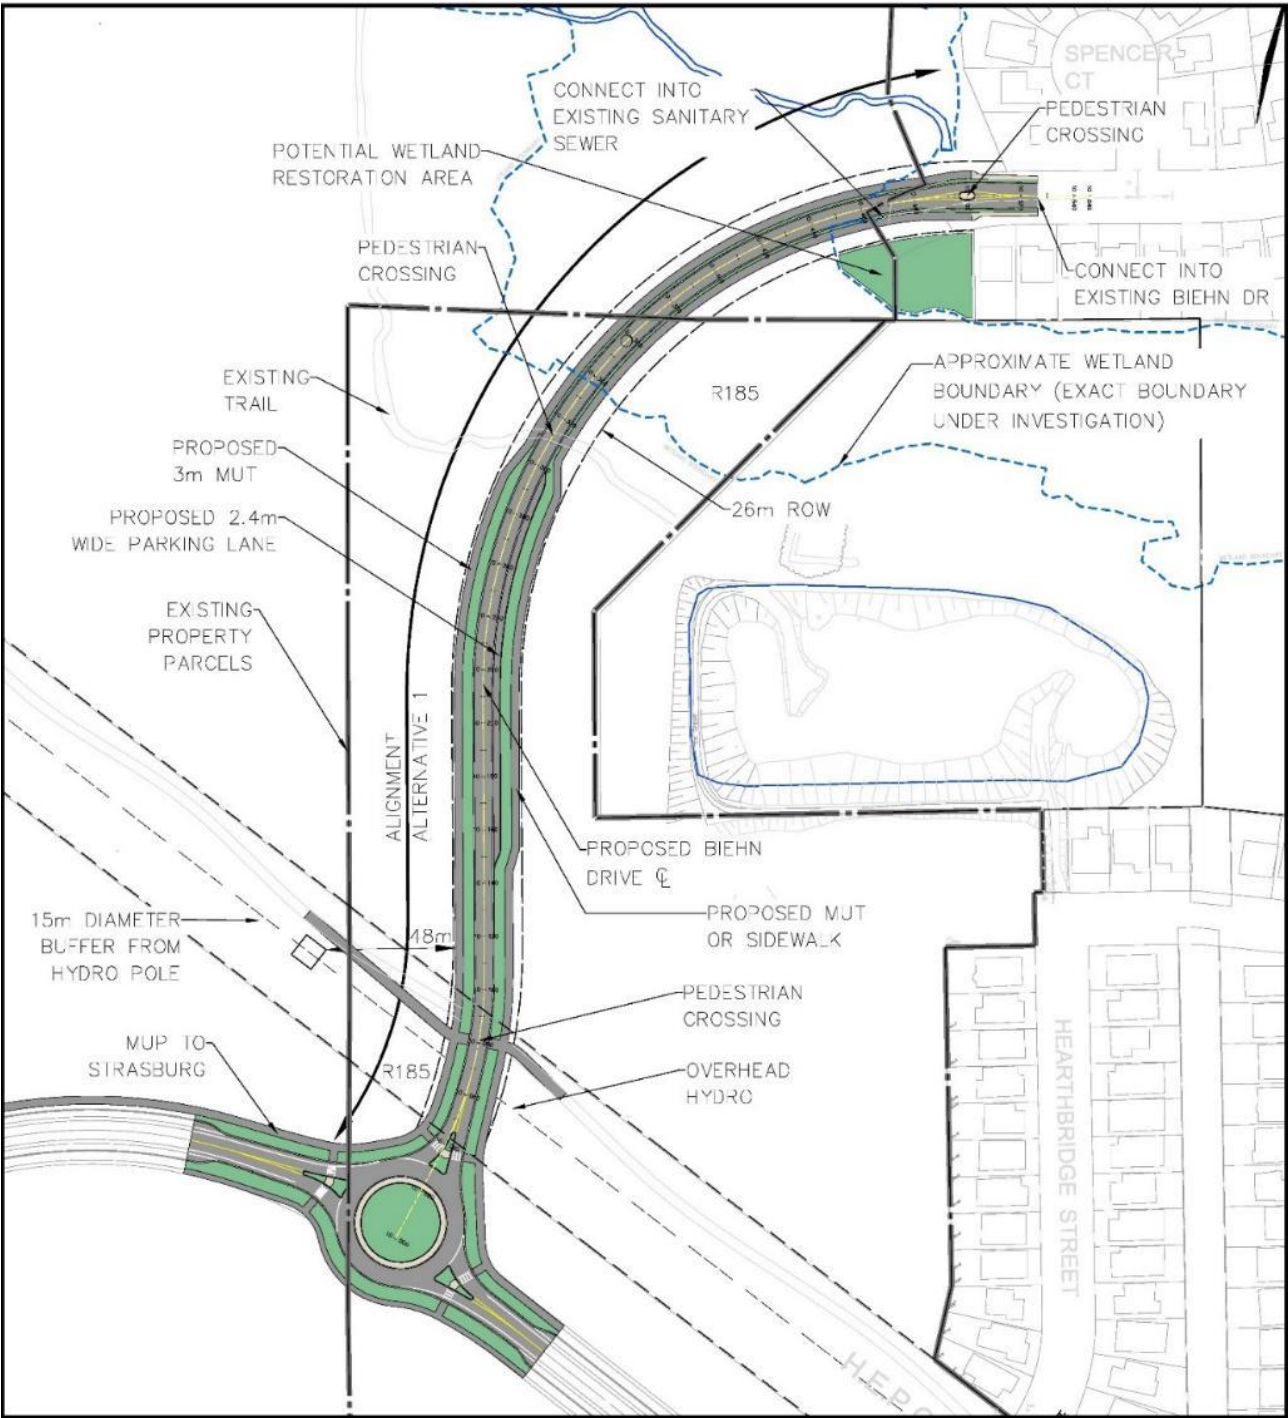 SPENCER
CT
CONNECT INTO
EXISTING SANITARY
SEWER
PEDESTRIAN
CROSSING
POTENTIAL WETLAND
RESTORATION AREA
PEDESTRIAN
CROSSING
CONNECT INTO
EXISTING BIEHN DR
EXISTING
TRAIL
R185
APPROXIMATE WETLAND
BOUNDARY (EXACT BOUNDARY
UNDER INVESTIGATION)
PROPOSED
3m MUT
26m ROW
PROPOSED 2.4m
WIDE PARKING LANE
EXISTING
PROPERTY
PARCELS
ALIGNMENT
ALTERNATIVE 1
PROPOSED BIEHN
DRIVE ℄
15m DIAMETER
BUFFER FROM
HYDRO POLE
48m
PROPOSED MUT
OR SIDEWALK
PEDESTRIAN
CROSSING
MUP TO
STRASBURG
R185
OVERHEAD
HYDRO
HEARTHBRIDGE STREET